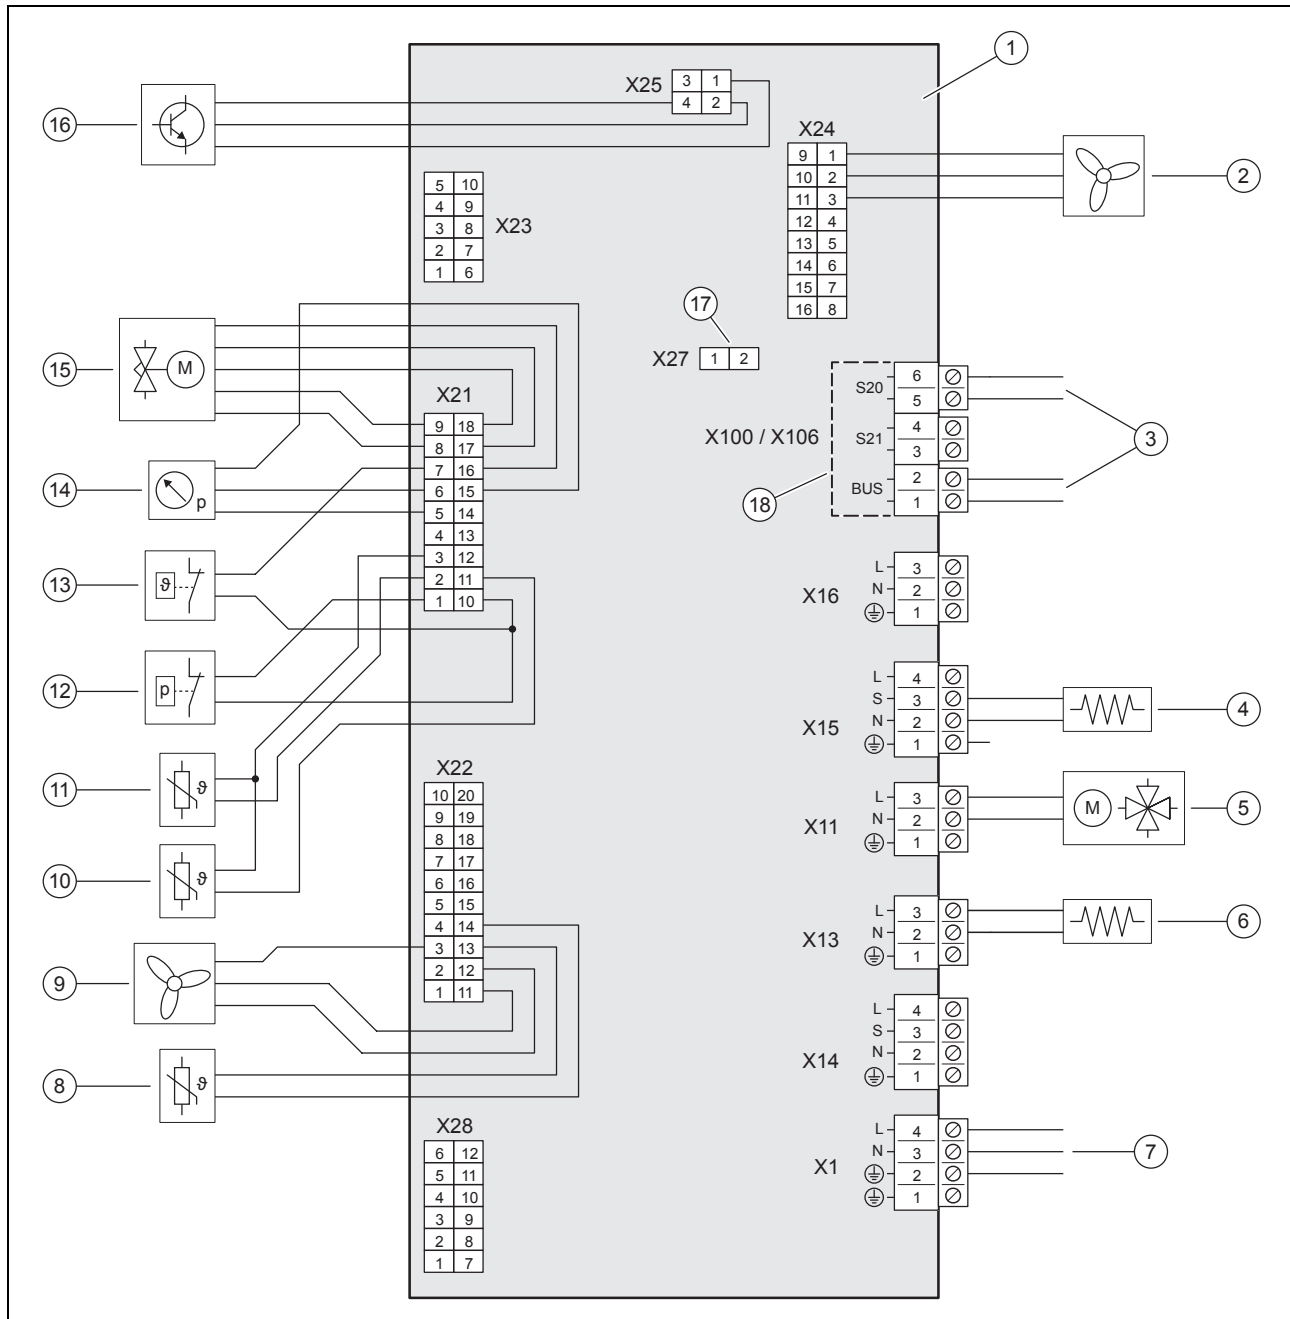 1
X25
3 1
4 2
16
X24
9 1
10 2
11 3
12 4
13 5
14 6
15 7
16 8
2
5 10
4 9
3 8
2 7
1 6
X23
17
X27
1 2
15
M
X21
9 18
8 17
7 16
6 15
5 14
4 13
3 12
2 11
1 10
X100 / X106
S20
6
5
S21
4
3
BUS
2
1
3
18
14
p
13
ϑ
X16
L 3
N 2
1
12
p
X15
L 4
S 3
N 2
1
4
11
ϑ
X22
10 20
9 19
8 18
7 17
6 16
5 15
4 14
3 13
2 12
1 11
X11
L 3
N 2
1
M
5
10
ϑ
X13
L 3
N 2
1
6
9
X14
L 4
S 3
N 2
1
8
ϑ
X28
6 12
5 11
4 10
3 9
2 8
1 7
X1
L 4
N 3
2
1
7